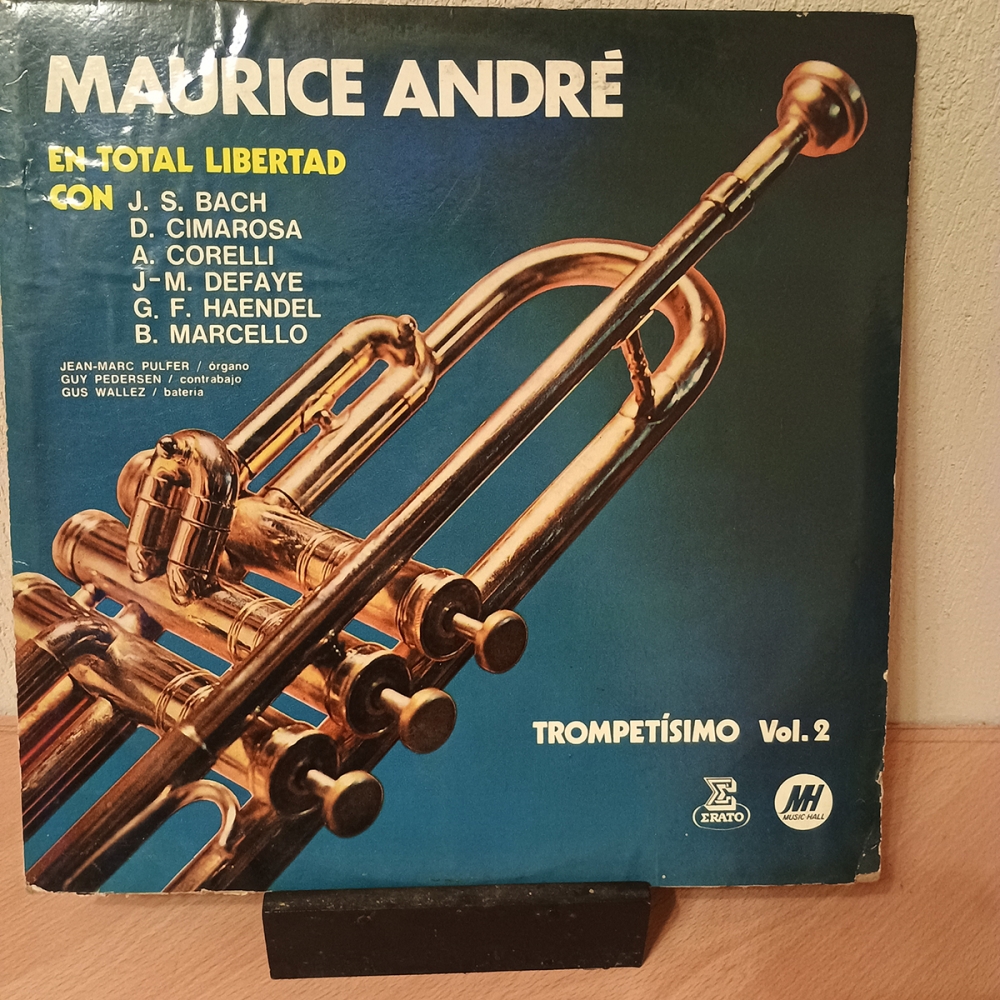 MAURICE ANDRÉ
EN TOTAL LIBERTAD
CON J. S. BACH
D. CIMAROSA
A. CORELLI
J-M. DEFAYE
G. F. HAENDEL
B. MARCELLO
JEAN-MARC PULFER / órgano
GUY PEDERSEN / contrabajo
GUS WALLEZ / batería
TROMPETÍSIMO Vol. 2
ERATO
MH
MUSIC-HALL